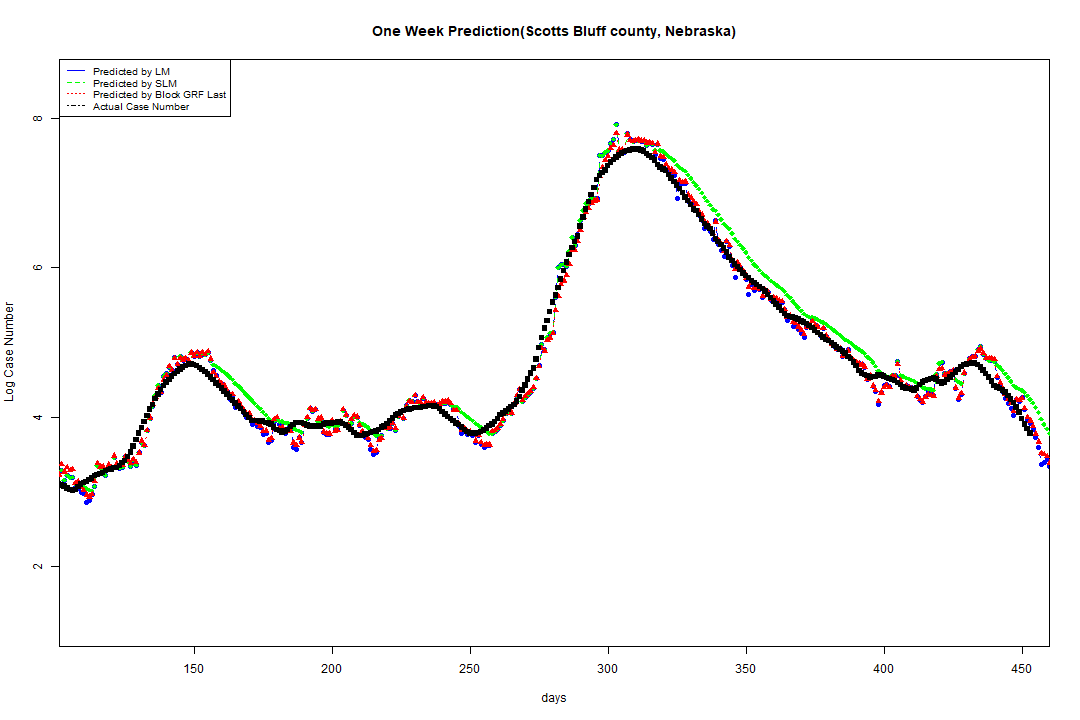 One Week Prediction(Scotts Bluff county, Nebraska)
Predicted by LM
Predicted by SLM
Predicted by Block GRF Last
Actual Case Number
8
6
4
2
Log Case Number
150 200 250 300 350 400 450
days